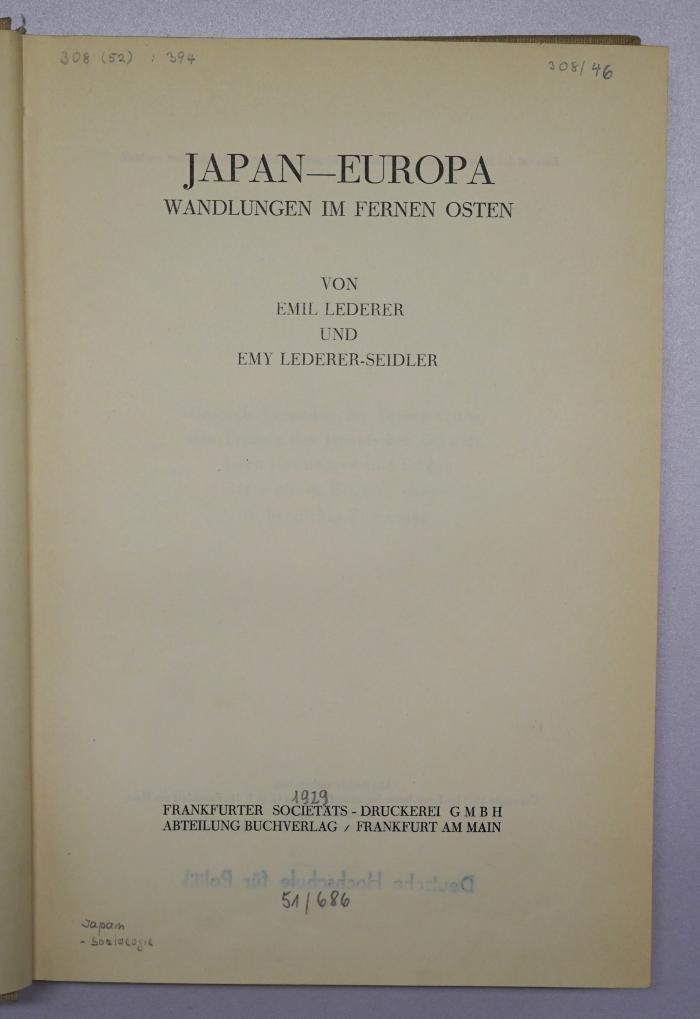 308 (52) : 394
308/46
JAPAN—EUROPA
WANDLUNGEN IM FERNEN OSTEN
VON
EMIL LEDERER
UND
EMY LEDERER-SEIDLER
1929
FRANKFURTER SOCIETÄTS - DRUCKEREI G M B H
ABTEILUNG BUCHVERLAG / FRANKFURT AM MAIN
Deutsche Hochschule für Politik
51/686
Japan
- Soziologie